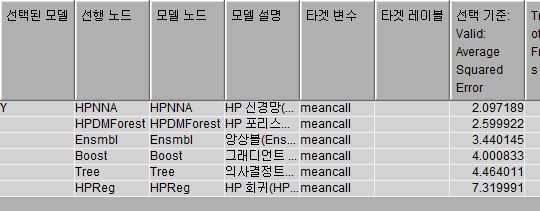 선택된 모델 선행 노드 모델 노드 모델 설명 타겟 변수 타겟 레이블 선택 기준: Valid: Average Squared Error Tr of Fr s
Y HPNNA HPNNA HP 신경망(... meancall 2.097189
HPDMForest HPDMForest HP 포리스... meancall 2.599922
Ensmbl Ensmbl 앙상블(Ens... meancall 3.440145
Boost Boost 그래디언트 ... meancall 4.000833
Tree Tree 의사결정트... meancall 4.464011
HPReg HPReg HP 회귀(HP... meancall 7.319991